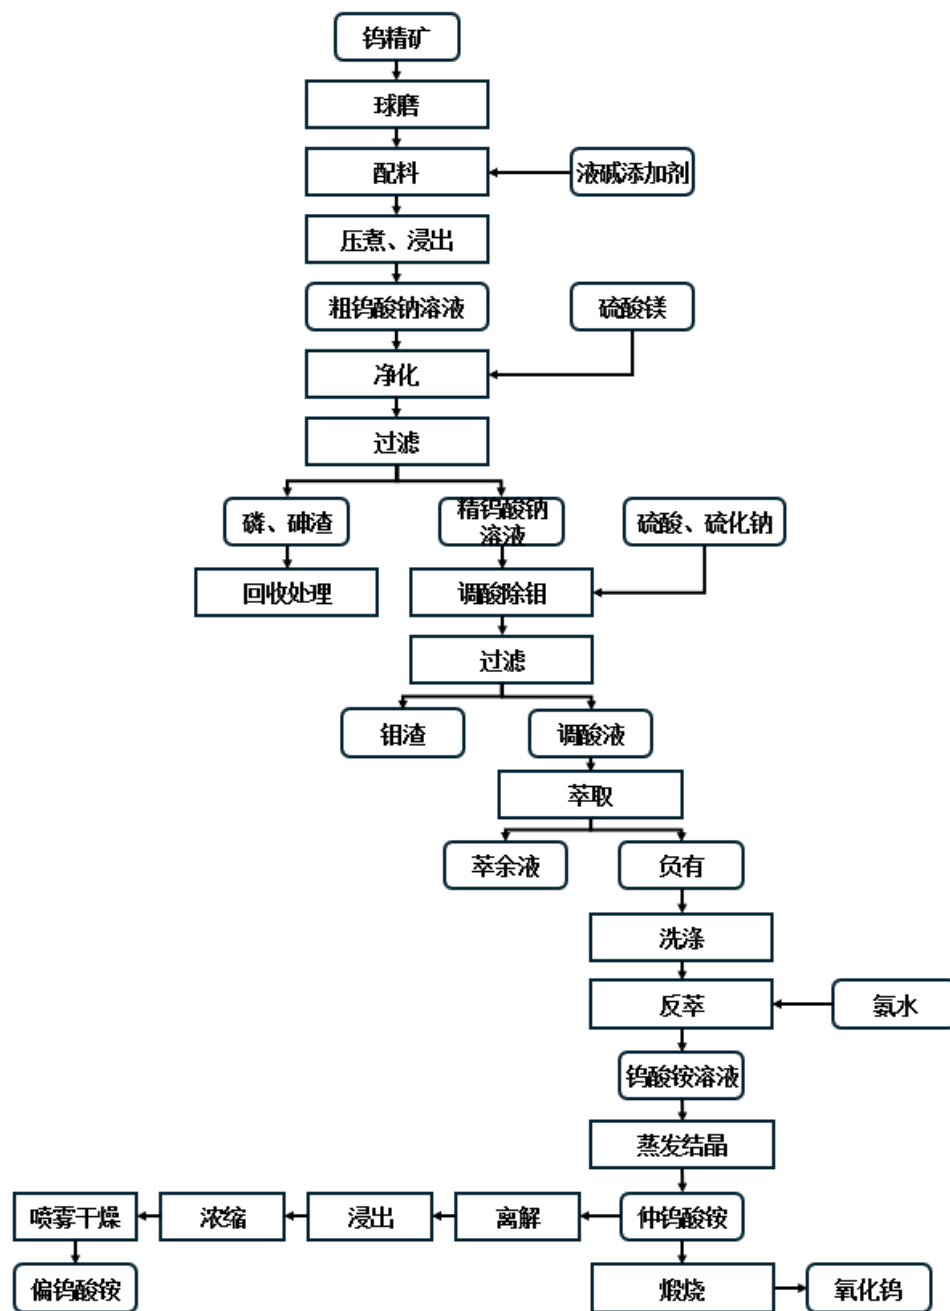 钨精矿
球磨
配料
液碱添加剂
压煮、浸出
粗钨酸钠溶液
硫酸镁
净化
过滤
磷、砷渣
精钨酸钠
溶液
硫酸、硫化钠
回收处理
调酸除钼
过滤
钼渣
调酸液
萃取
萃余液
负有
洗涤
反萃
氨水
钨酸铵溶液
蒸发结晶
喷雾干燥
浓缩
浸出
离解
仲钨酸铵
偏钨酸铵
煅烧
氧化钨